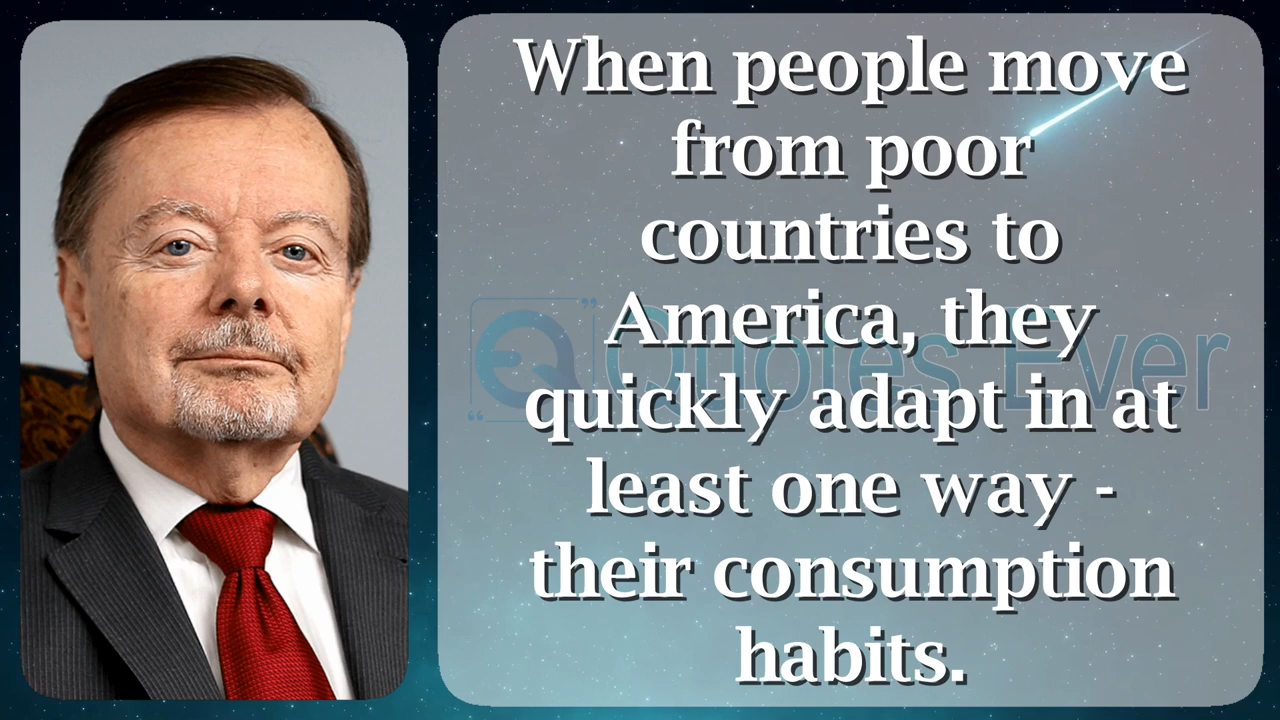 When people move
from poor
countries to
America, they
quickly adapt in at
least one way -
their consumption
habits.
EQ Quotes Ever